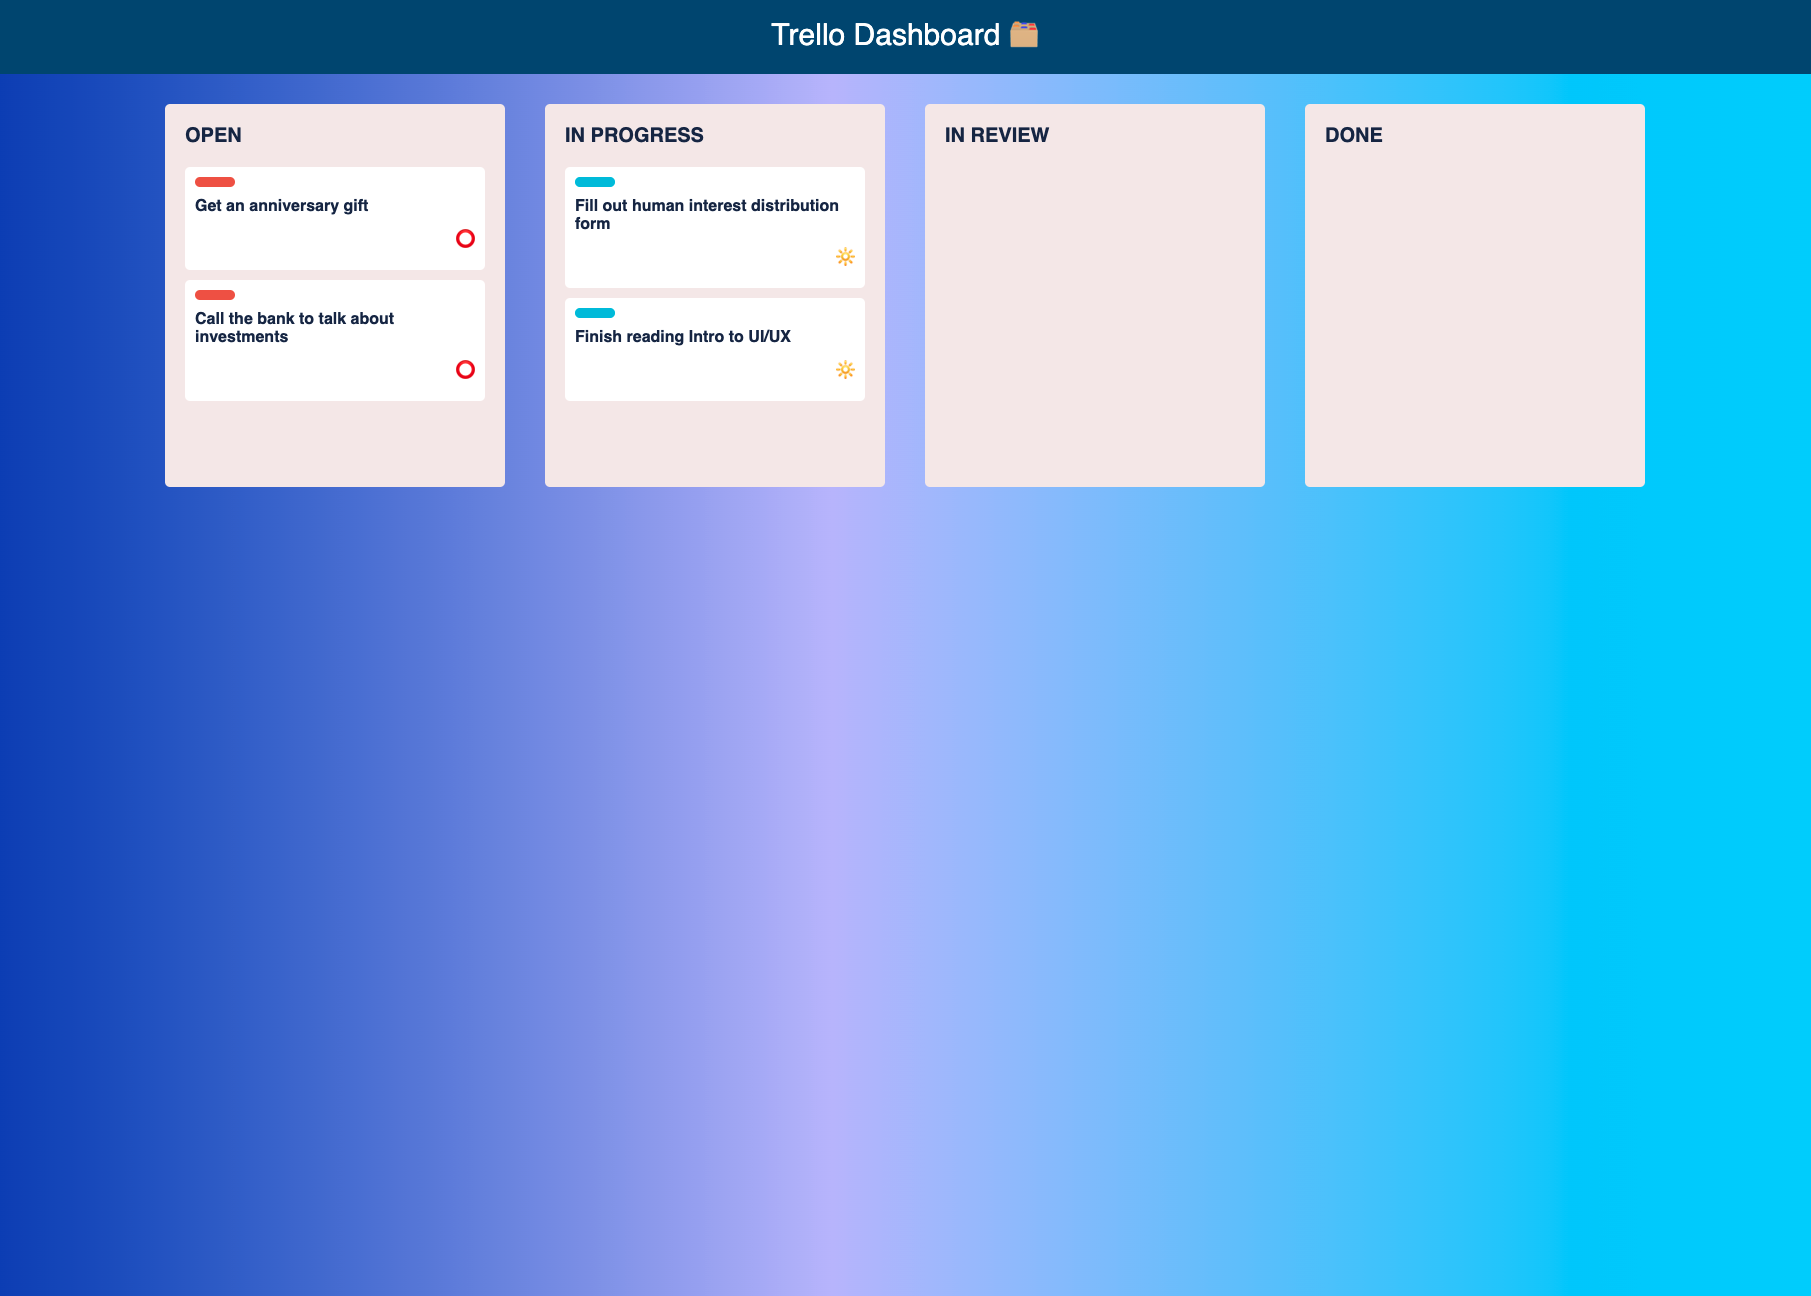 Trello Dashboard 🗂️
OPEN
Get an anniversary gift
⭕
Call the bank to talk about
investments
⭕
IN PROGRESS
Fill out human interest distribution
form
🔆
Finish reading Intro to UI/UX
🔆
IN REVIEW
DONE